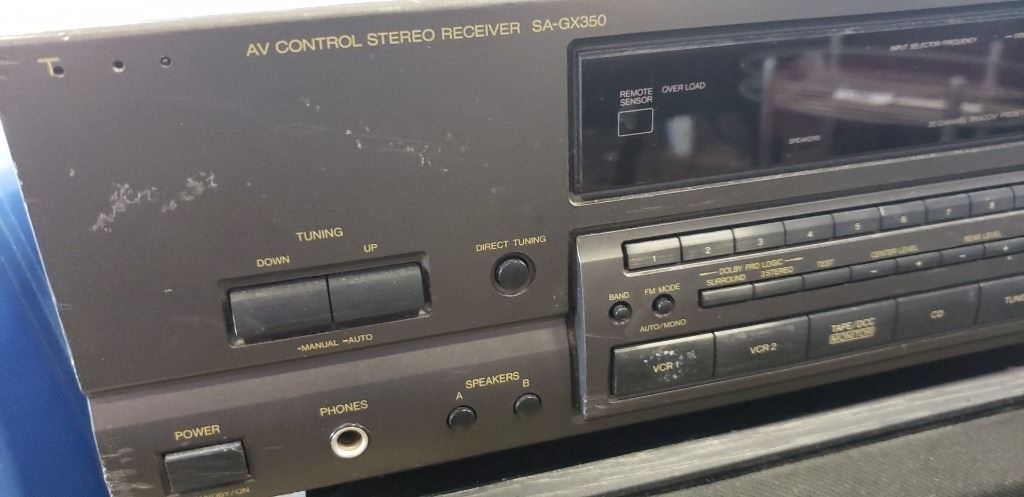 T
AV CONTROL STEREO RECEIVER SA-GX350
INPUT SELECTOR/FREQUENCY
REMOTE
SENSOR
OVER LOAD
SPEAKERS
TUNING
DOWN
UP
-MANUAL -AUTO
DIRECT TUNING
1 2 3 4 5 6 7 8
DOLBY PRO LOGIC
SURROUND 3 STEREO
TEST
CENTER LEVEL
REAR LEVEL
- + - +
BAND
FM MODE
AUTO/MONO
VCR 1
VCR 2
TAPE/DCC
MONITOR
CD
POWER
PHONES
SPEAKERS
A B